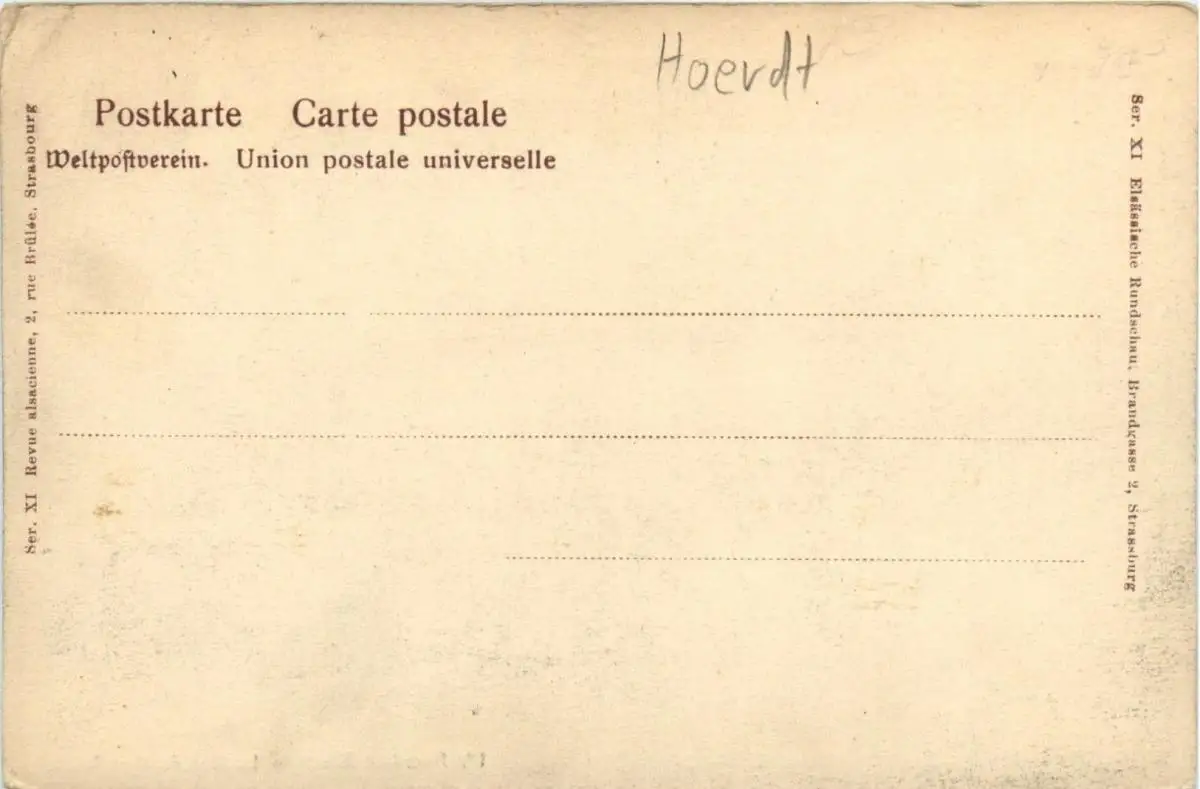 Hoerdt
Postkarte Carte postale
Weltpostverein. Union postale universelle
Ser. XI Revue alsacienne, 2, rue Brûlée, Strasbourg
Ser. XI Elsässische Rundschau, Brandgasse 2, Strassburg